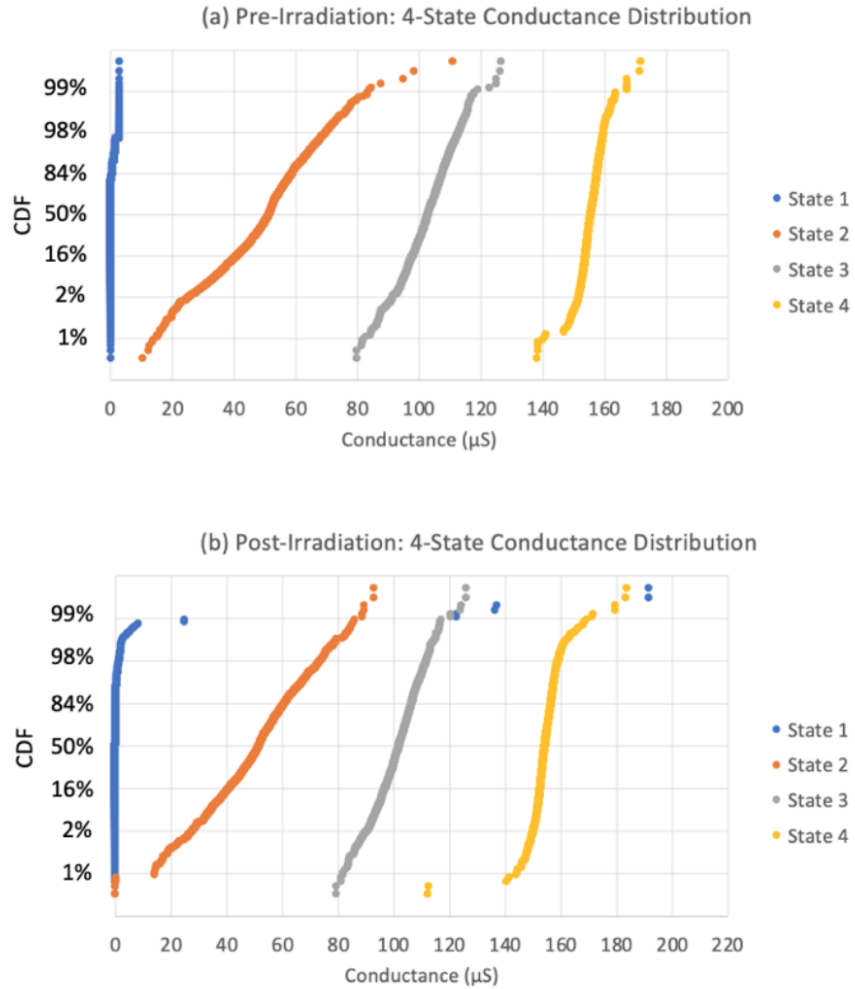 (a) Pre-Irradiation: 4-State Conductance Distribution
99%
98%
84%
50%
16%
2%
1%
CDF
0 20 40 60 80 100 120 140 160 180 200
Conductance (μS)
State 1
State 2
State 3
State 4
(b) Post-Irradiation: 4-State Conductance Distribution
99%
98%
84%
50%
16%
2%
1%
CDF
0 20 40 60 80 100 120 140 160 180 200 220
Conductance (μS)
State 1
State 2
State 3
State 4